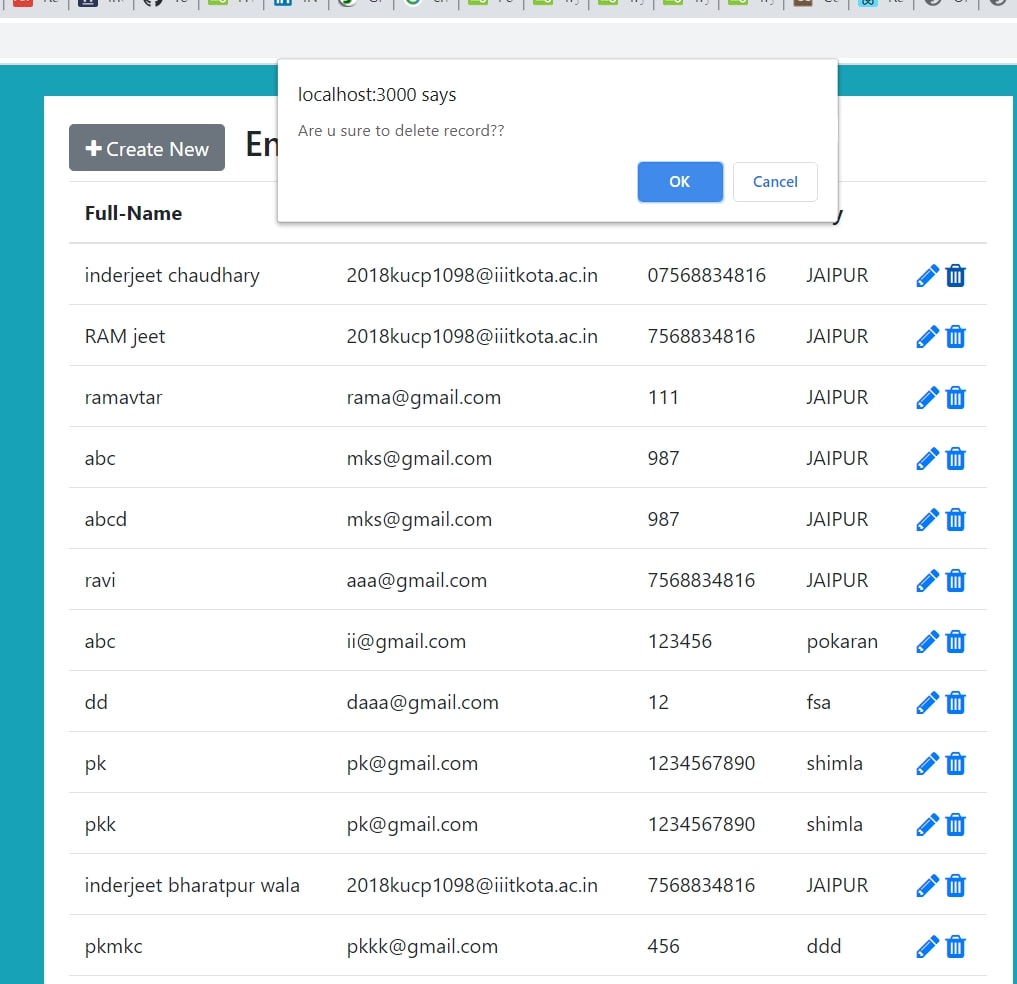 localhost:3000 says
Are u sure to delete record??
OK Cancel
Create New
Full-Name
inderjeet chaudhary 2018kucp1098@iiitkota.ac.in 07568834816 JAIPUR
RAM jeet 2018kucp1098@iiitkota.ac.in 7568834816 JAIPUR
ramavtar rama@gmail.com 111 JAIPUR
abc mks@gmail.com 987 JAIPUR
abcd mks@gmail.com 987 JAIPUR
ravi aaa@gmail.com 7568834816 JAIPUR
abc ii@gmail.com 123456 pokaran
dd daaa@gmail.com 12 fsa
pk pk@gmail.com 1234567890 shimla
pkk pk@gmail.com 1234567890 shimla
inderjeet bharatpur wala 2018kucp1098@iiitkota.ac.in 7568834816 JAIPUR
pkmkc pkkk@gmail.com 456 ddd